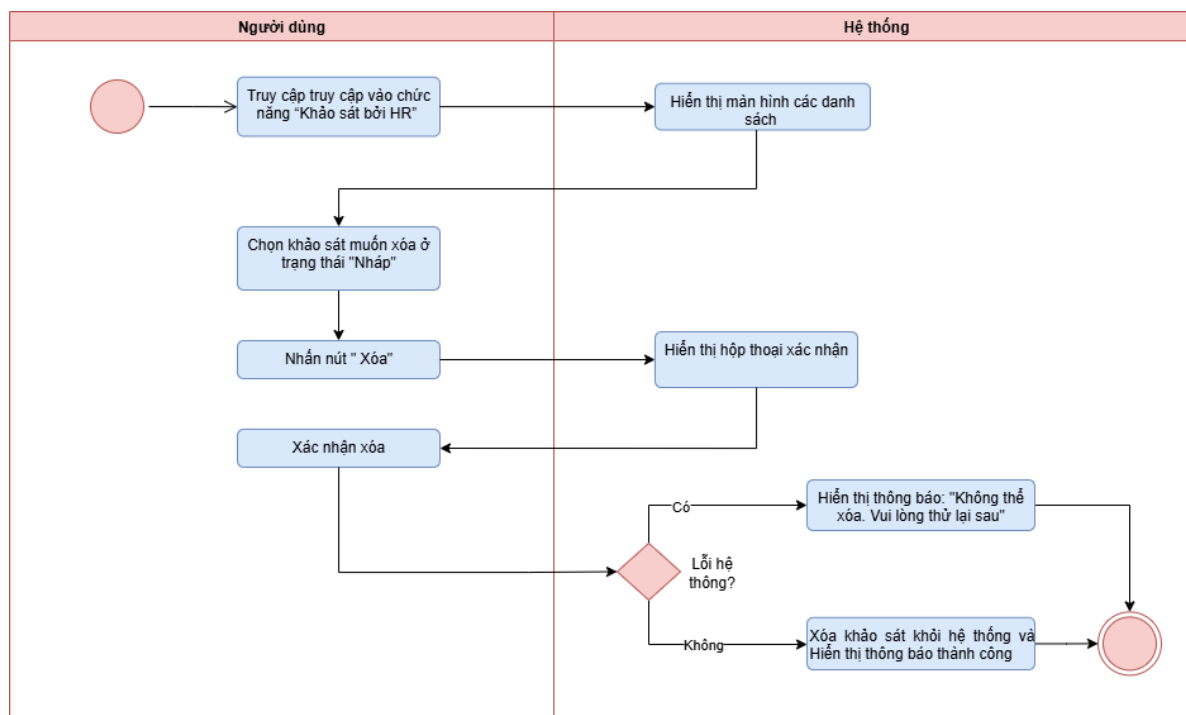 Người dùng
Hệ thống
Truy cập truy cập vào chức
năng “Khảo sát bởi HR”
Hiển thị màn hình các danh
sách
Chọn khảo sát muốn xóa ở
trạng thái "Nháp"
Nhấn nút " Xóa"
Hiển thị hộp thoại xác nhận
Xác nhận xóa
Có
Hiển thị thông báo: "Không thể
xóa. Vui lòng thử lại sau"
Lỗi hệ
thông?
Không
Xóa khảo sát khỏi hệ thống và
Hiển thị thông báo thành công